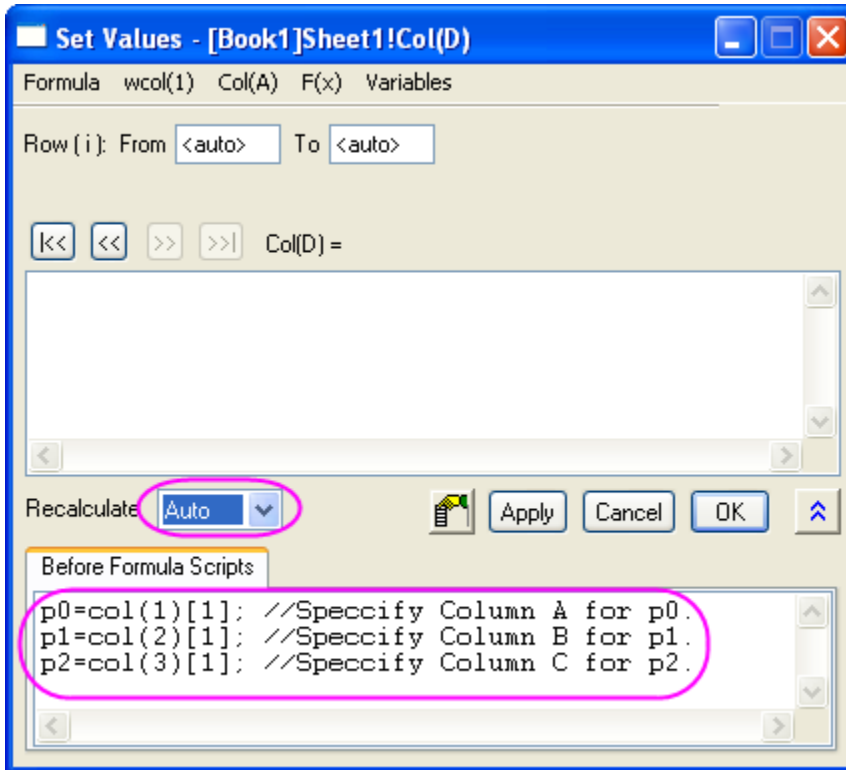 Set Values - [Book1]Sheet1!Col(D)
Formula wcol(1) Col(A) F(x) Variables
Row ( i ): From <auto> To <auto>
|<< << >> >>| Col(D) =
Recalculate Auto Apply Cancel OK
Before Formula Scripts
p0=col(1)[1]; //Speccify Column A for p0.
p1=col(2)[1]; //Speccify Column B for p1.
p2=col(3)[1]; //Speccify Column C for p2.